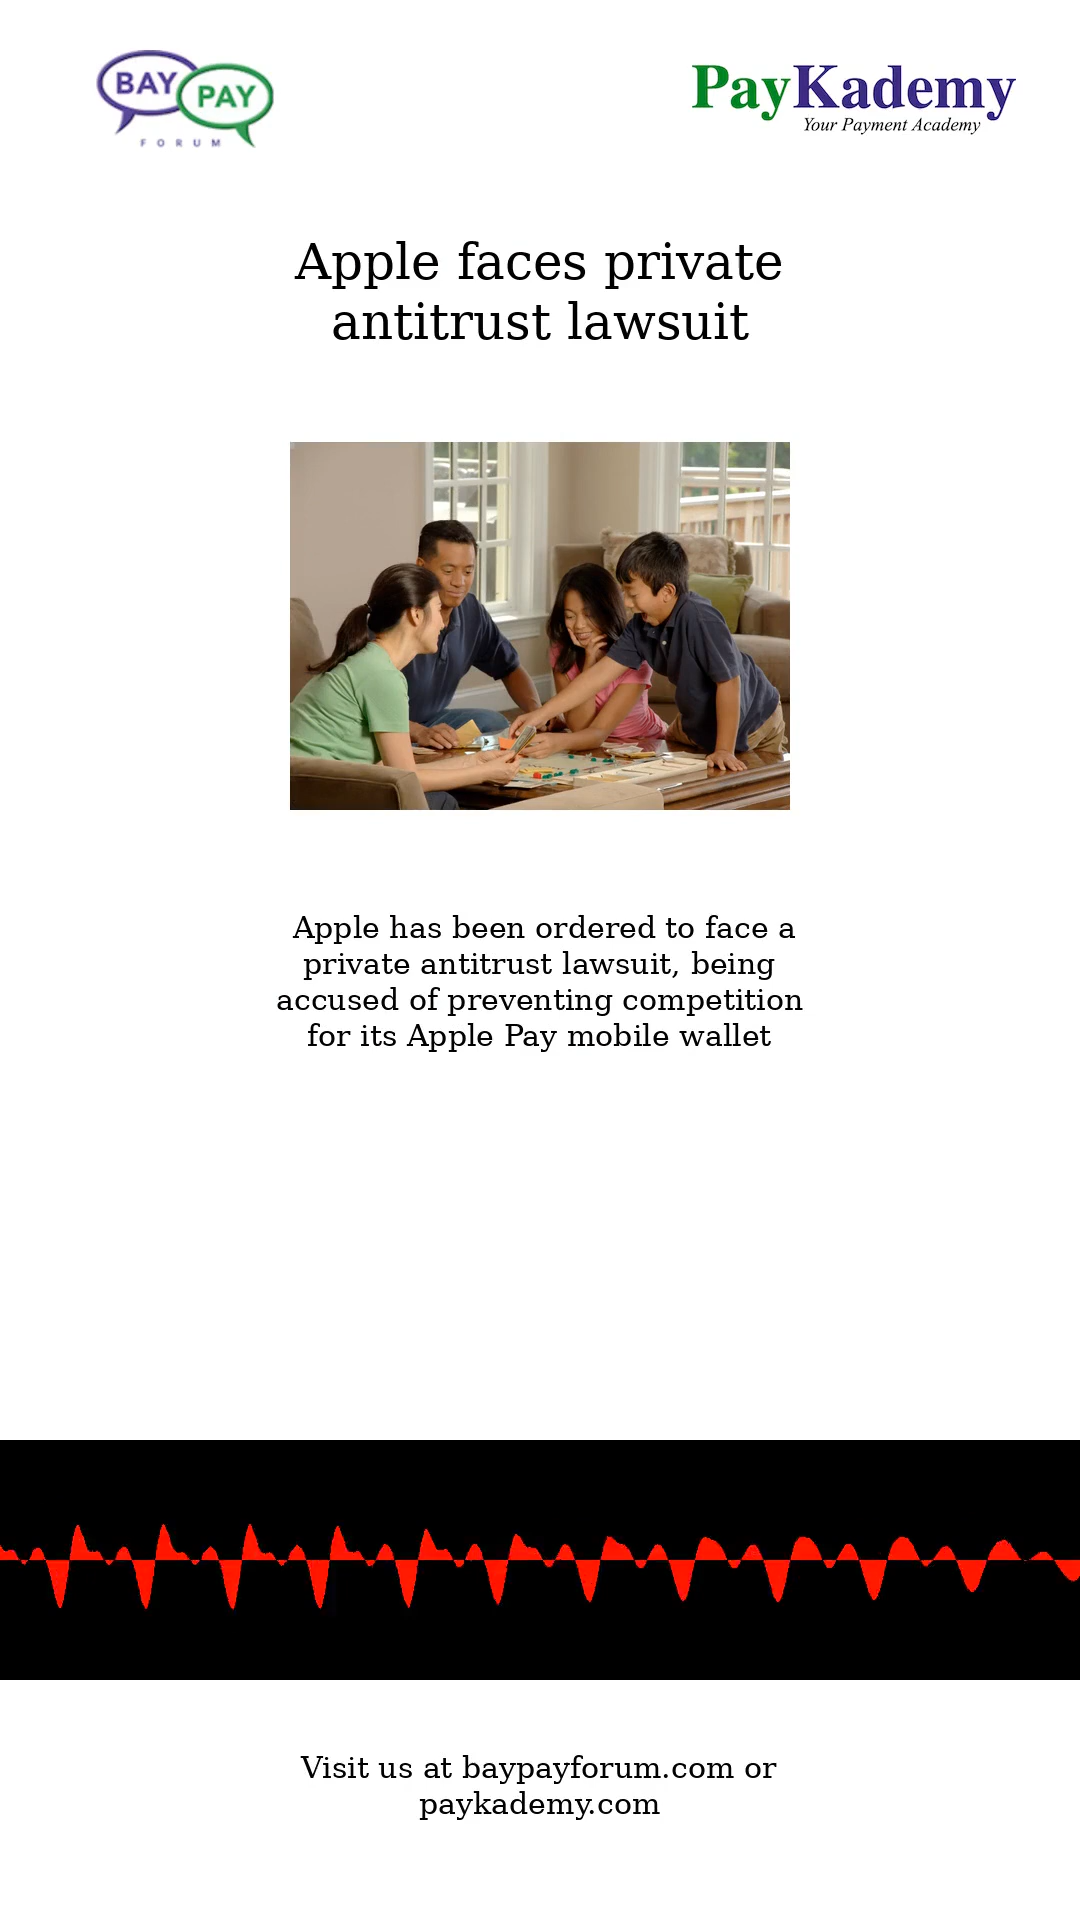 BAY PAY
FORUM
PayKademy
Your Payment Academy
Apple faces private
antitrust lawsuit
Apple has been ordered to face a
private antitrust lawsuit, being
accused of preventing competition
for its Apple Pay mobile wallet
Visit us at baypayforum.com or
paykademy.com